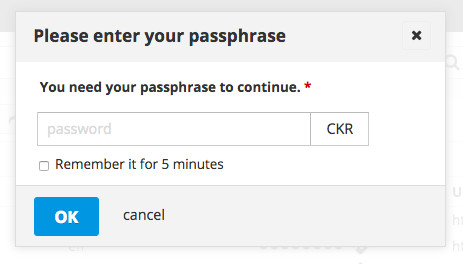 Please enter your passphrase
You need your passphrase to continue. *
password CKR
Remember it for 5 minutes
OK cancel